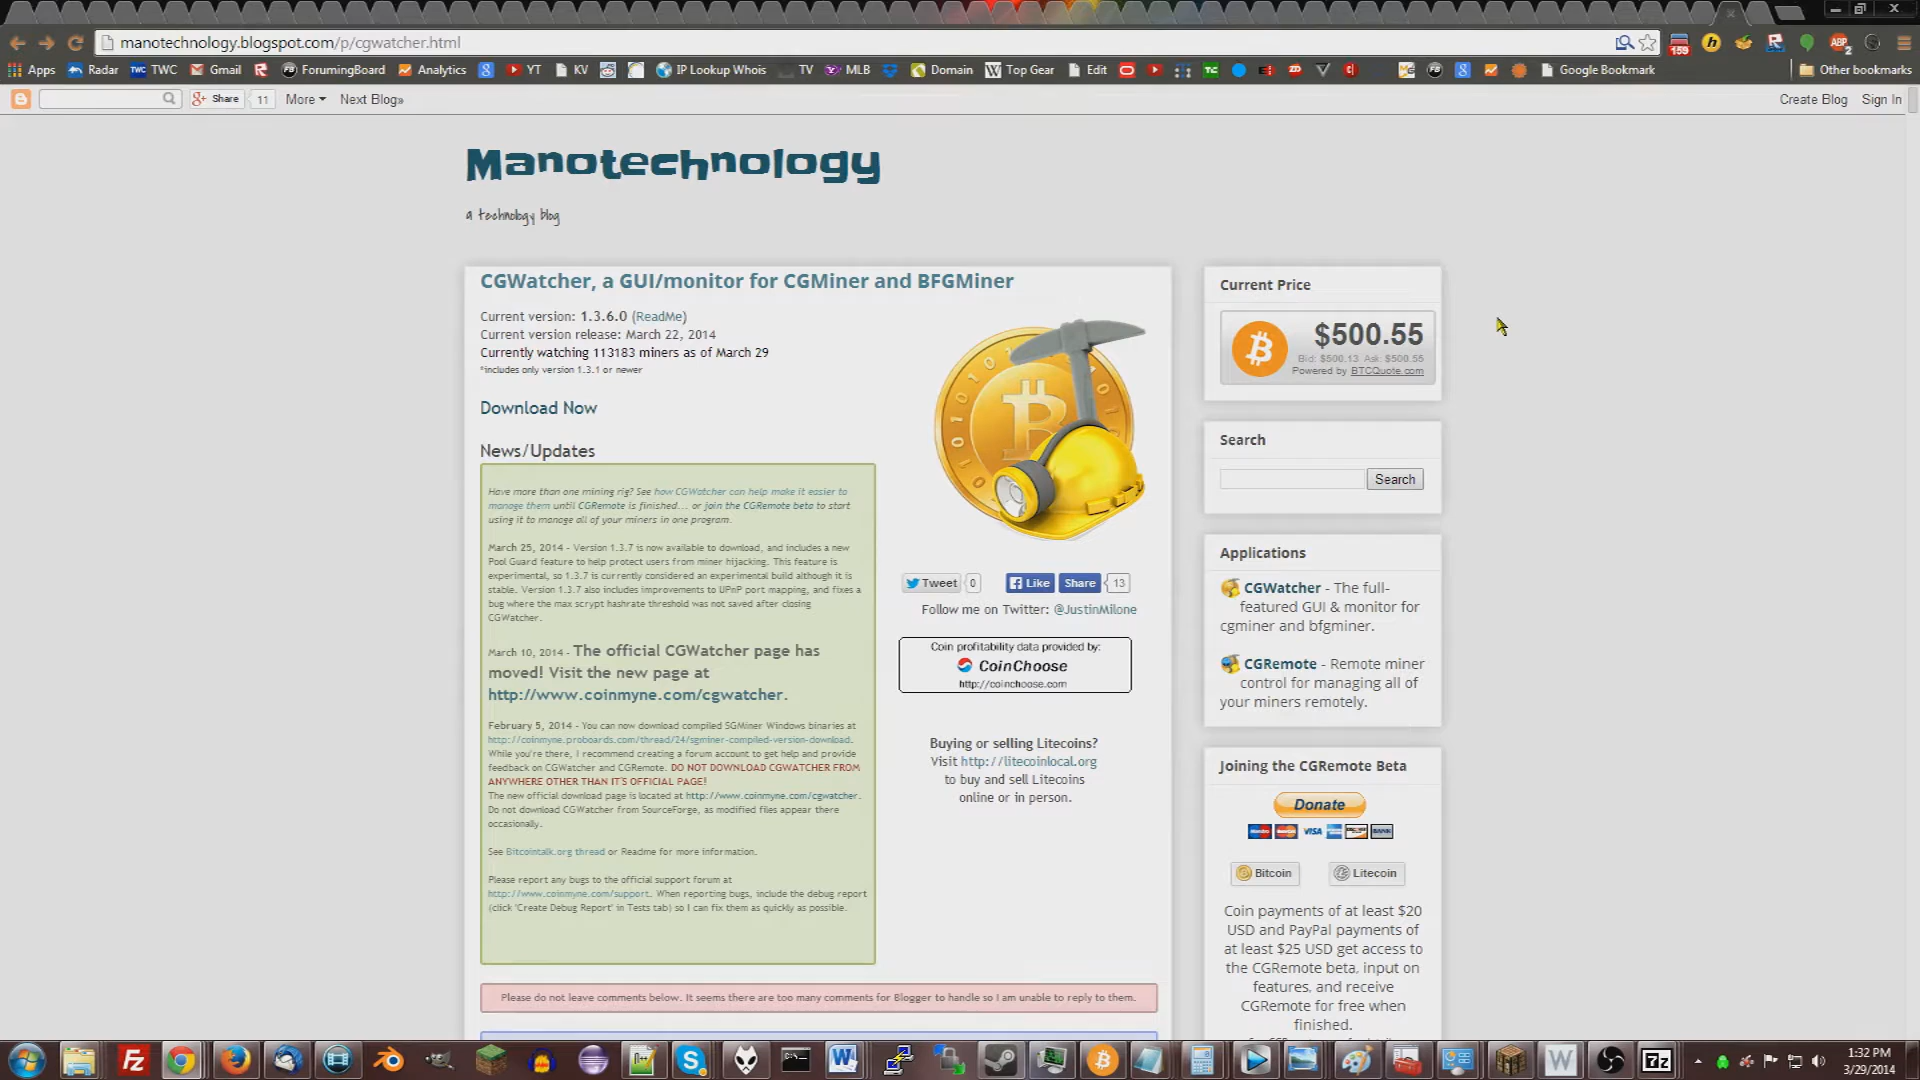 manotechnology.blogspot.com/p/cgwatcher.html
159
ABP
2
Apps Radar TWC Gmail ForumingBoard Analytics YT KV IP Lookup Whois TV MLB Domain Top Gear Edit Google Bookmark Other bookmarks
Share 11 More Next Blog» Create Blog Sign In
Manotechnology
a technology blog
CGWatcher, a GUI/monitor for CGMiner and BFGMiner
Current version: 1.3.6.0 (ReadMe)
Current version release: March 22, 2014
Currently watching 113183 miners as of March 29
*includes only version 1.3.1 or newer
Download Now
News/Updates
Have more than one mining rig? See how CGWatcher can help make it easier to
manage them until CGRemote is finished... or join the CGRemote beta to start
using it to manage all of your miners in one program.
March 25, 2014 - Version 1.3.7 is now available to download, and includes a new
Pool Guard feature to help protect users from miner hijacking. This feature is
experimental, so 1.3.7 is currently considered an experimental build although it is
stable. Version 1.3.7 also includes improvements to UPnP port mapping, and fixes a
bug where the max scrypt hashrate threshold was not saved after closing
CGWatcher.
March 10, 2014 - The official CGWatcher page has
moved! Visit the new page at
http://www.coinmyne.com/cgwatcher.
February 5, 2014 - You can now download compiled SGMiner Windows binaries at
http://coinmyne.proboards.com/thread/24/sgminer-compiled-version-download.
While you're there, I recommend creating a forum account to get help and provide
feedback on CGWatcher and CGRemote. DO NOT DOWNLOAD CGWATCHER FROM
ANYWHERE OTHER THAN IT'S OFFICIAL PAGE!
The new official download page is located at http://www.coinmyne.com/cgwatcher.
Do not download CGWatcher from SourceForge, as modified files appear there
occasionally.
See Bitcointalk.org thread or Readme for more information.
Please report any bugs to the official support forum at
http://www.coinmyne.com/support. When reporting bugs, include the debug report
(click 'Create Debug Report' in Tests tab) so I can fix them as quickly as possible.
Please do not leave comments below. It seems there are too many comments for Blogger to handle so I am unable to reply to them.
Tweet 0 Like Share 13
Follow me on Twitter: @JustinMilone
Coin profitability data provided by:
CoinChoose
http://coinchoose.com
Buying or selling Litecoins?
Visit http://litecoinlocal.org
to buy and sell Litecoins
online or in person.
Current Price
$500.55
Bid: $500.13 Ask: $500.55
Powered by BTCQuote.com
Search
Search
Applications
CGWatcher - The full-
featured GUI & monitor for
cgminer and bfgminer.
CGRemote - Remote miner
control for managing all of
your miners remotely.
Joining the CGRemote Beta
Donate
VISA
Bitcoin Litecoin
Coin payments of at least $20
USD and PayPal payments of
at least $25 USD get access to
the CGRemote beta, input on
features, and receive
CGRemote for free when
finished.
1:32 PM
3/29/2014